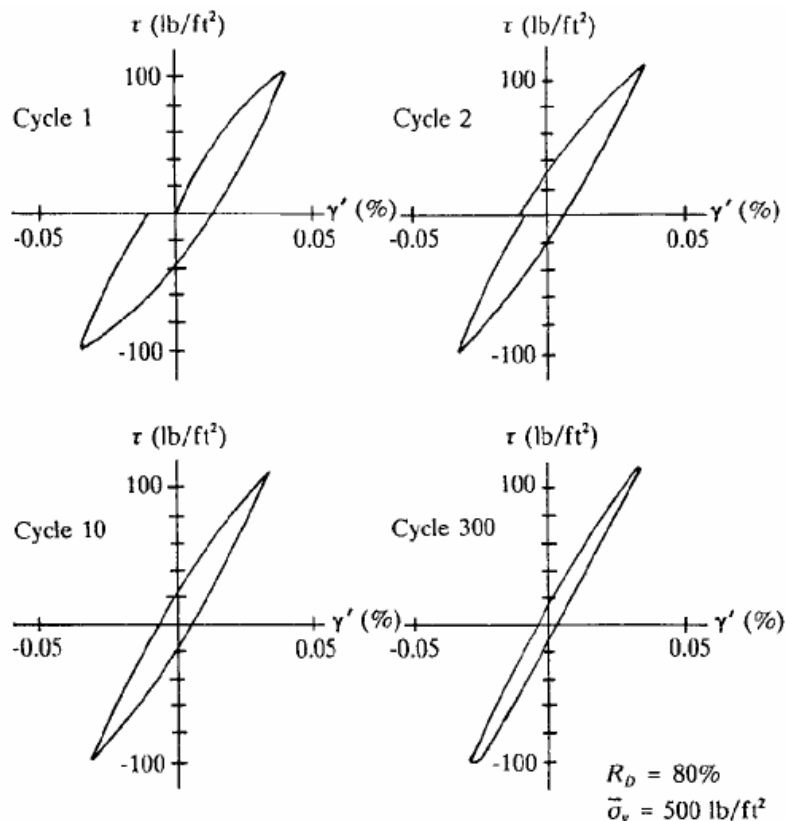 τ (lb/ft²)
100
Cycle 1
γ' (%)
-0.05
0.05
-100
τ (lb/ft²)
100
Cycle 2
γ' (%)
-0.05
0.05
-100
τ (lb/ft²)
100
Cycle 10
γ' (%)
-0.05
0.05
-100
τ (lb/ft²)
100
Cycle 300
γ' (%)
-0.05
0.05
-100
R_D = 80%
σ̄_v = 500 lb/ft²